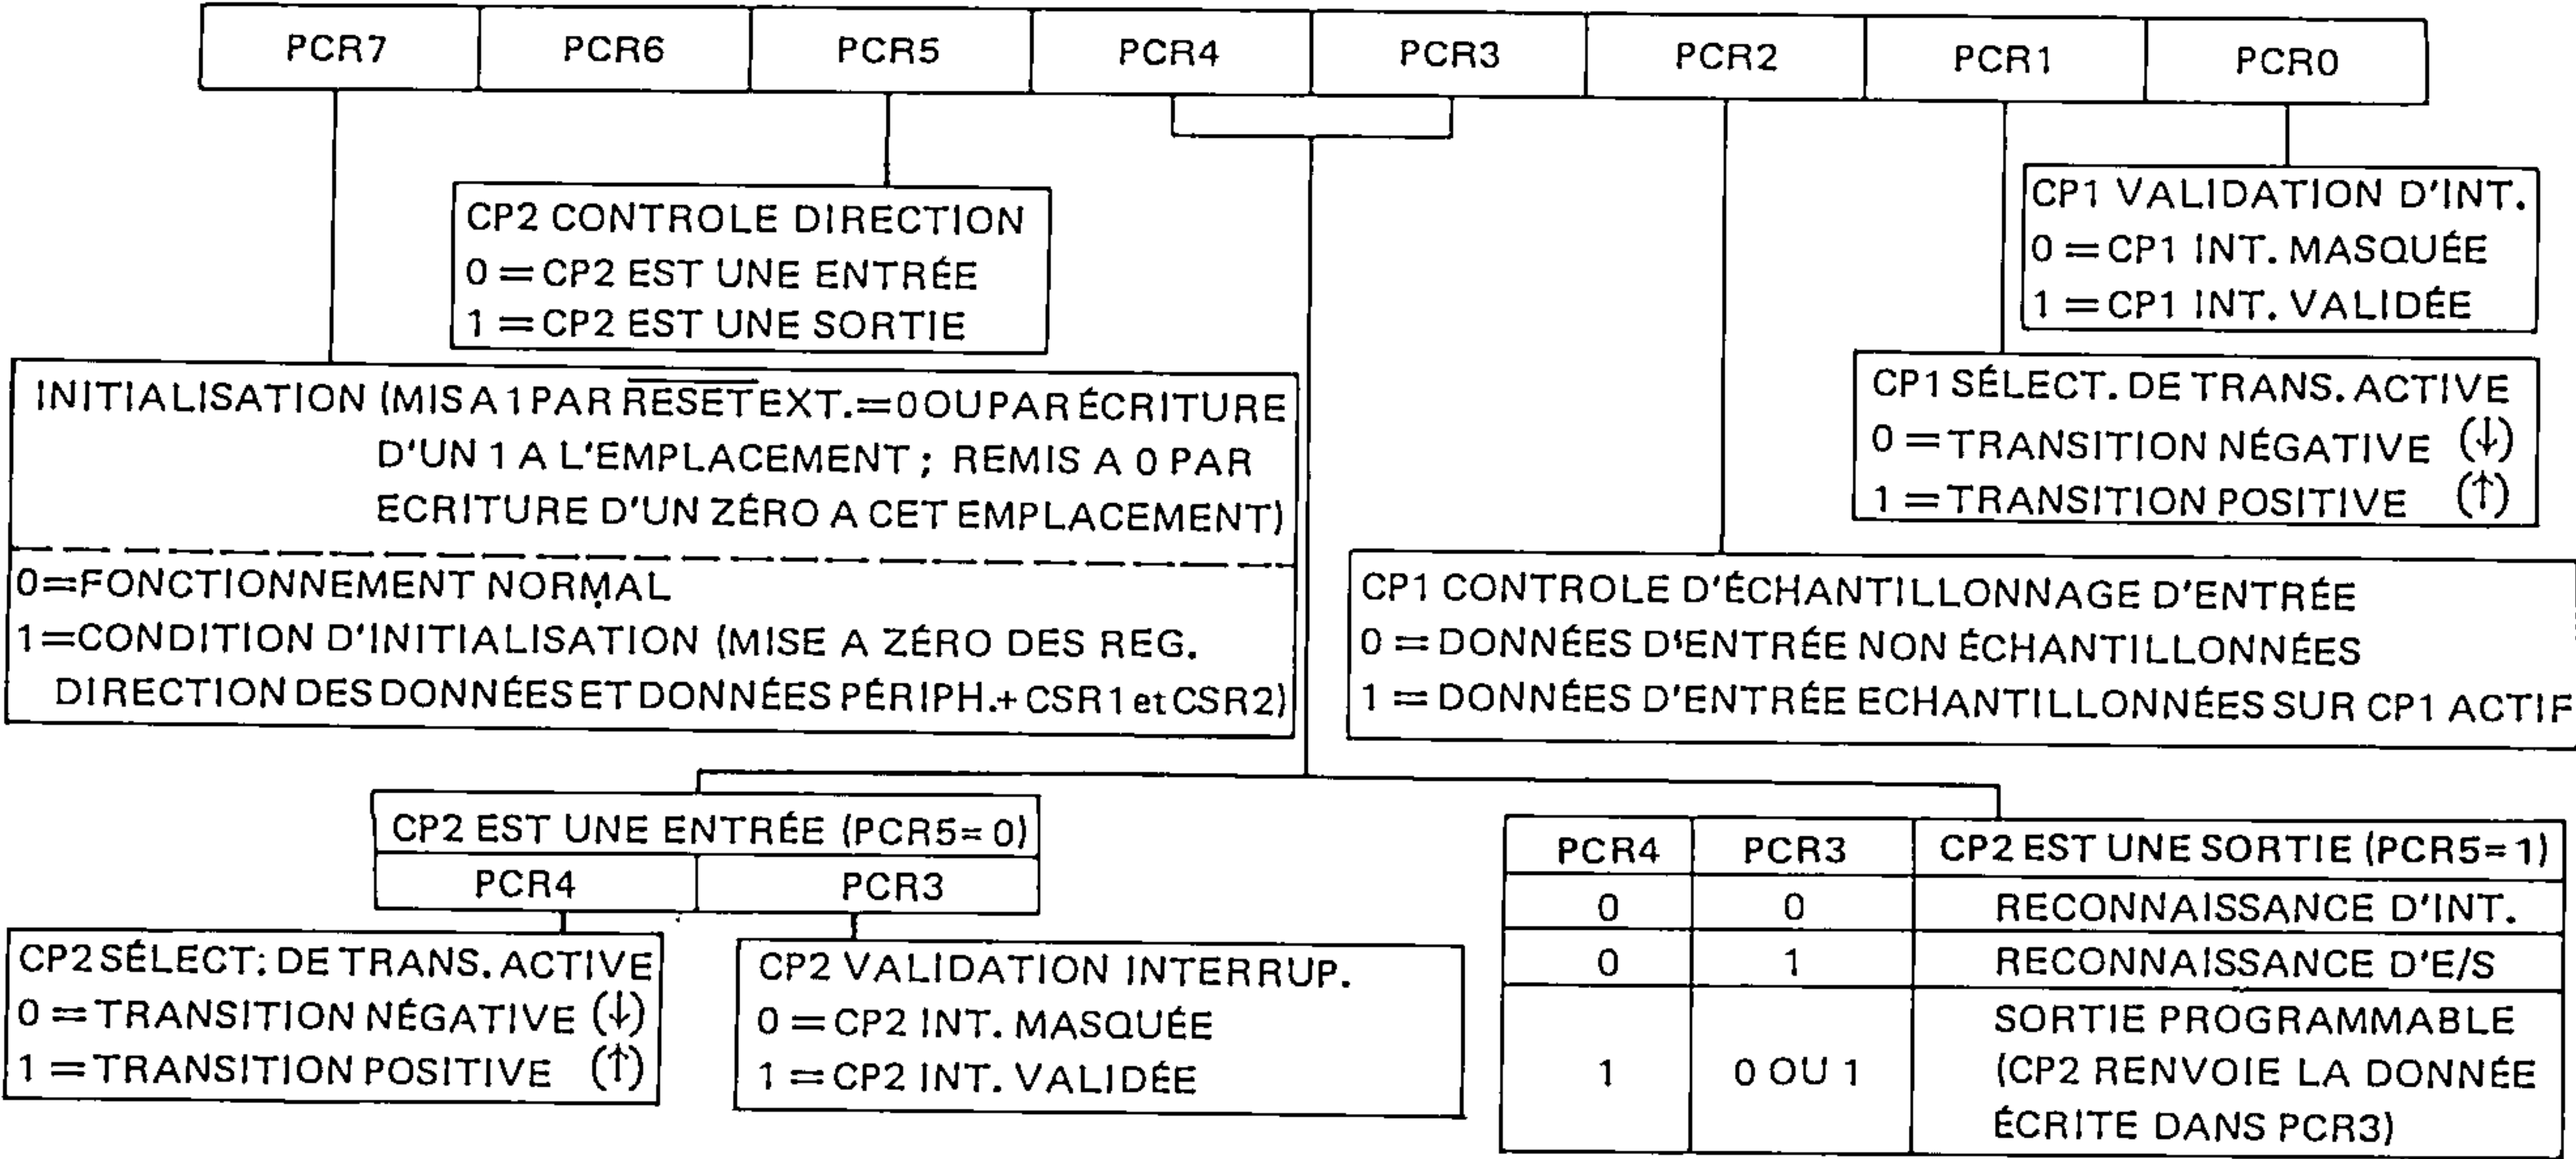 PCR7 PCR6 PCR5 PCR4 PCR3 PCR2 PCR1 PCR0
CP2 CONTROLE DIRECTION
0 = CP2 EST UNE ENTRÉE
1 = CP2 EST UNE SORTIE
CP1 VALIDATION D'INT.
0 = CP1 INT. MASQUÉE
1 = CP1 INT. VALIDÉE
INITIALISATION (MIS A 1 PAR RESET EXT.=0 OU PAR ÉCRITURE
D'UN 1 A L'EMPLACEMENT ; REMIS A 0 PAR
ECRITURE D'UN ZÉRO A CET EMPLACEMENT)
0=FONCTIONNEMENT NORMAL
1=CONDITION D'INITIALISATION (MISE A ZÉRO DES REG.
DIRECTION DES DONNÉES ET DONNÉES PÉRIPH.+ CSR1 et CSR2)
CP1 SÉLECT. DE TRANS. ACTIVE
0 = TRANSITION NÉGATIVE (↓)
1 = TRANSITION POSITIVE (↑)
CP1 CONTROLE D'ÉCHANTILLONNAGE D'ENTRÉE
0 = DONNÉES D'ENTRÉE NON ÉCHANTILLONNÉES
1 = DONNÉES D'ENTRÉE ECHANTILLONNÉES SUR CP1 ACTIF
CP2 EST UNE ENTRÉE (PCR5= 0)
PCR4 PCR3
CP2 SÉLECT: DE TRANS. ACTIVE
0 = TRANSITION NÉGATIVE (↓)
1 = TRANSITION POSITIVE (↑)
CP2 VALIDATION INTERRUP.
0 = CP2 INT. MASQUÉE
1 = CP2 INT. VALIDÉE
PCR4 PCR3 CP2 EST UNE SORTIE (PCR5=1)
0 0 RECONNAISSANCE D'INT.
0 1 RECONNAISSANCE D'E/S
SORTIE PROGRAMMABLE
1 0 OU 1 (CP2 RENVOIE LA DONNÉE
ÉCRITE DANS PCR3)